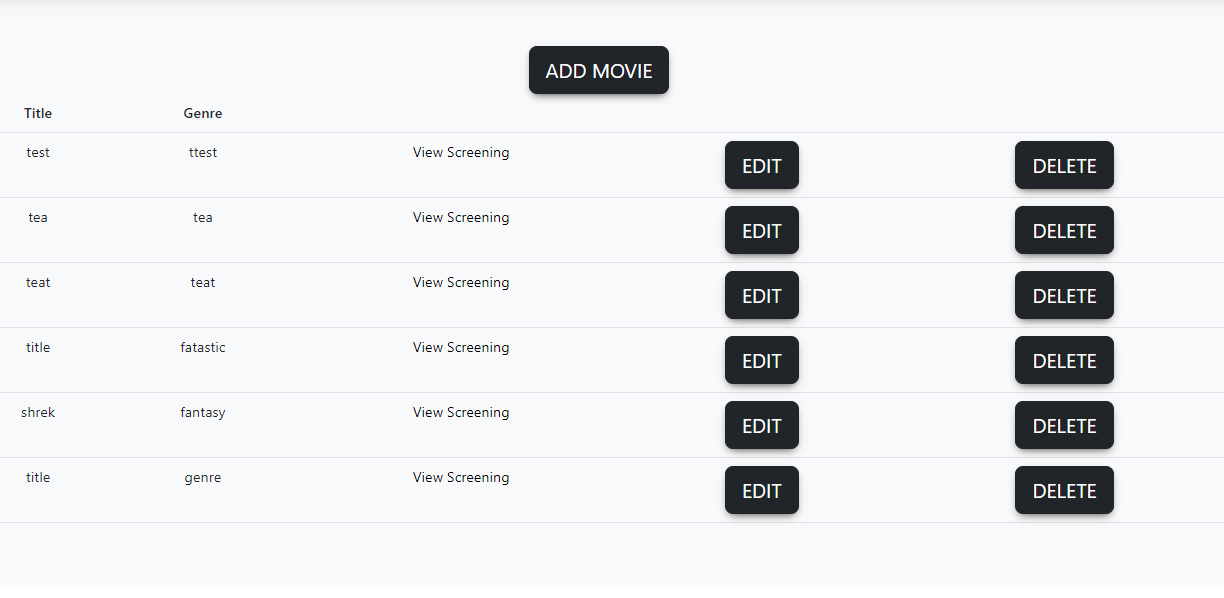 ADD MOVIE
Title Genre
test ttest View Screening EDIT DELETE
tea tea View Screening EDIT DELETE
teat teat View Screening EDIT DELETE
title fatastic View Screening EDIT DELETE
shrek fantasy View Screening EDIT DELETE
title genre View Screening EDIT DELETE